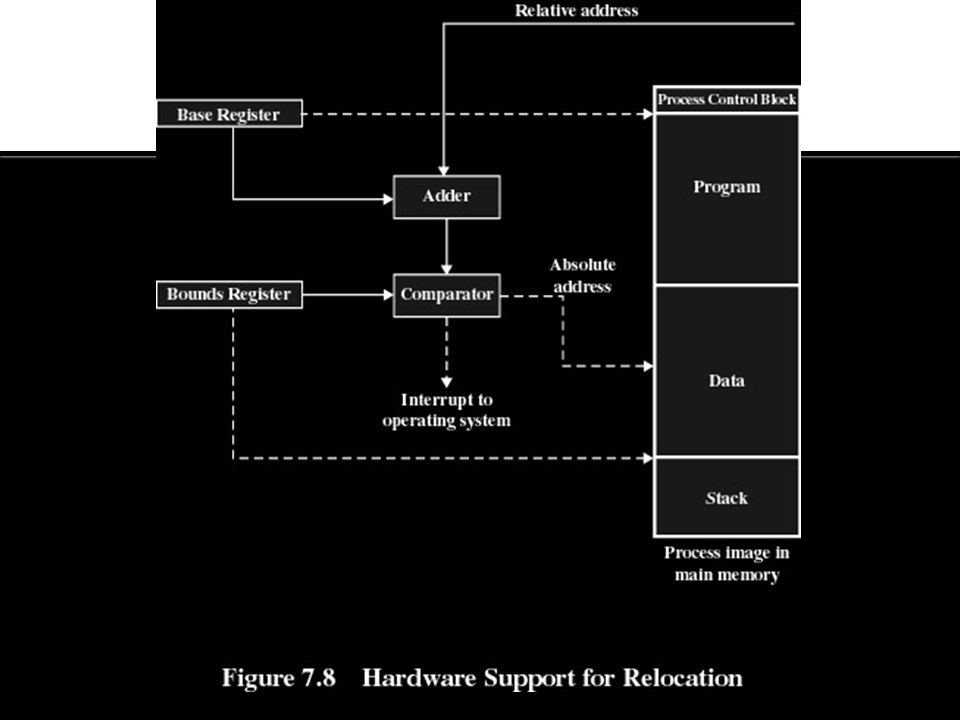 Relative address
Process Control Block
Base Register
Program
Adder
Absolute
address
Bounds Register
Comparator
Data
Interrupt to
operating system
Stack
Process image in
main memory
Figure 7.8 Hardware Support for Relocation